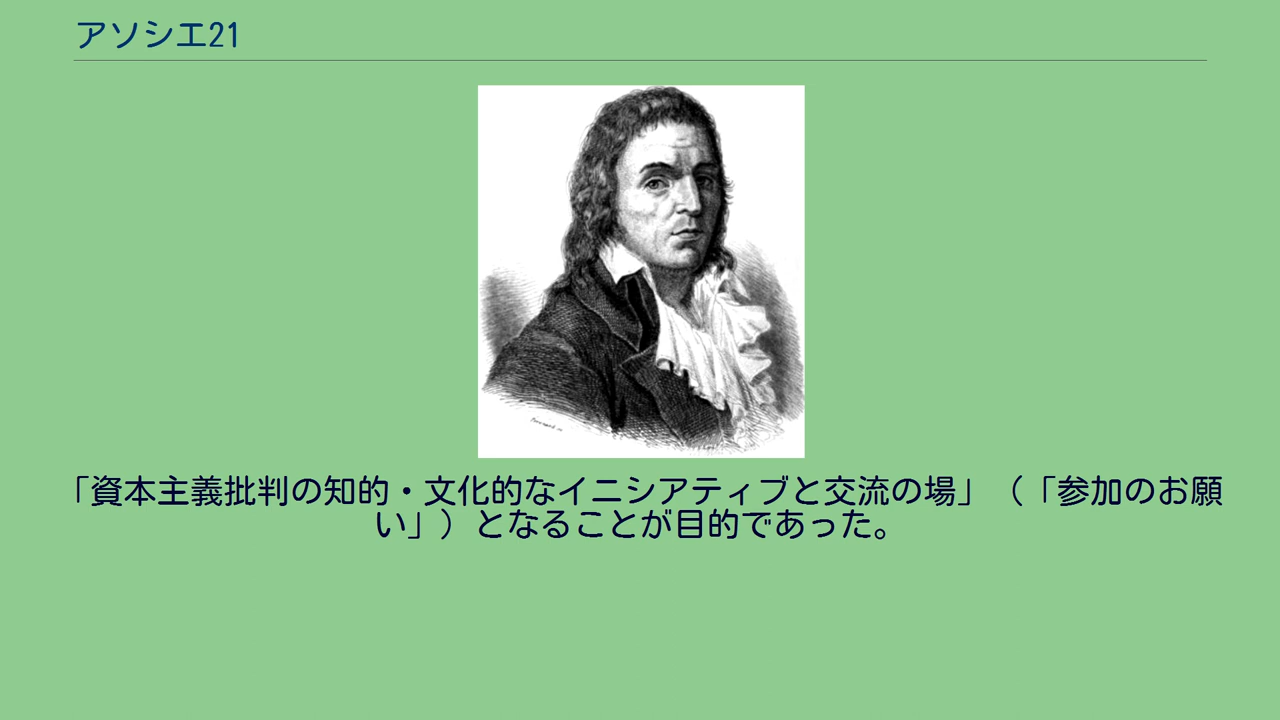 アソシエ21
「資本主義批判の知的・文化的なイニシアティブと交流の場」（「参加のお願
い」）となることが目的であった。